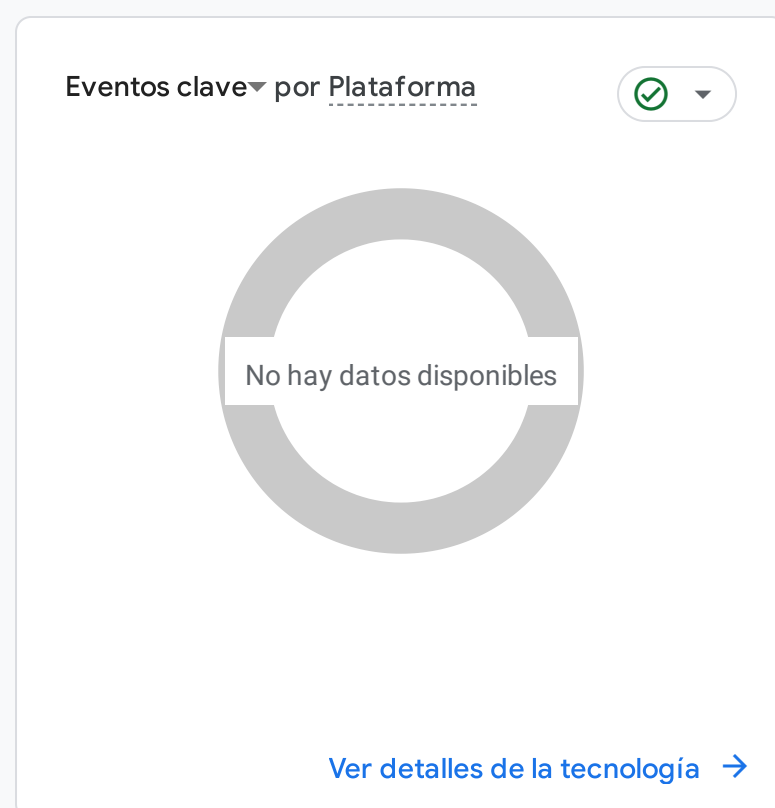 Eventos clave por Plataforma
No hay datos disponibles
Ver detalles de la tecnología